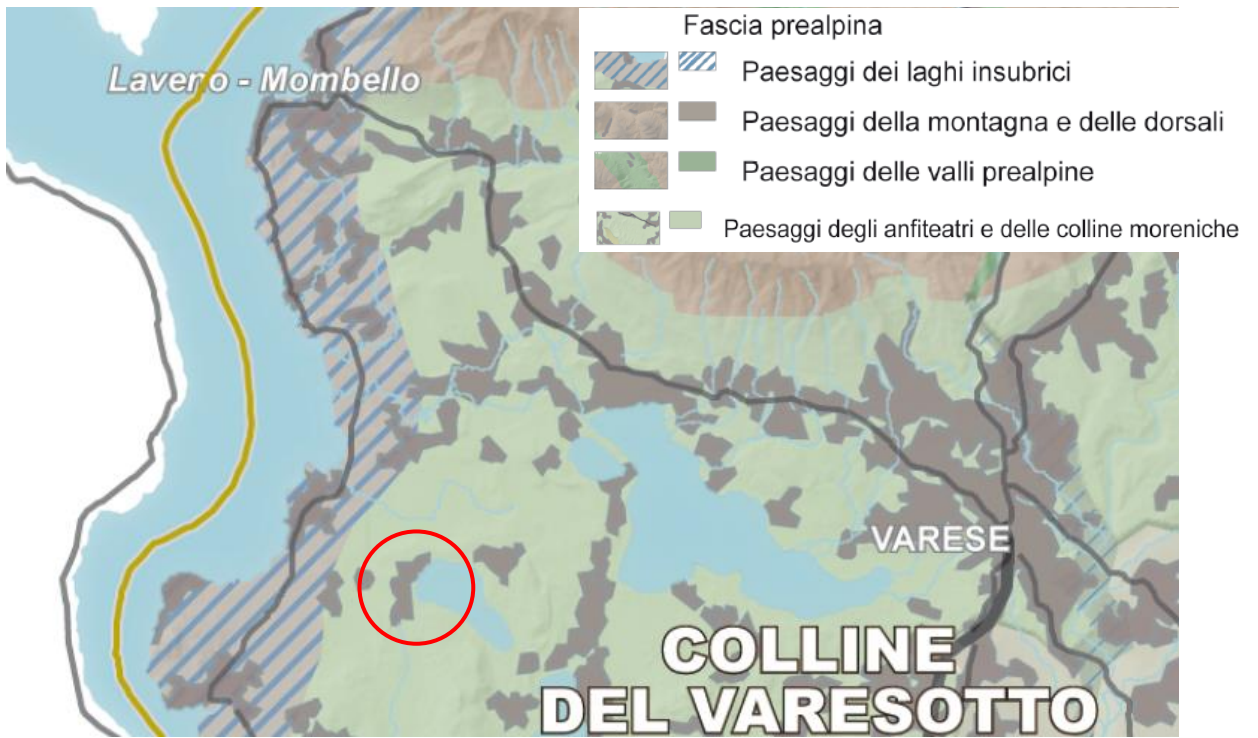 Fascia prealpina
Paesaggi dei laghi insubrici
Paesaggi della montagna e delle dorsali
Paesaggi delle valli prealpine
Paesaggi degli anfiteatri e delle colline moreniche
Laveno - Mombello
VARESE
COLLINE
DEL VARESOTTO